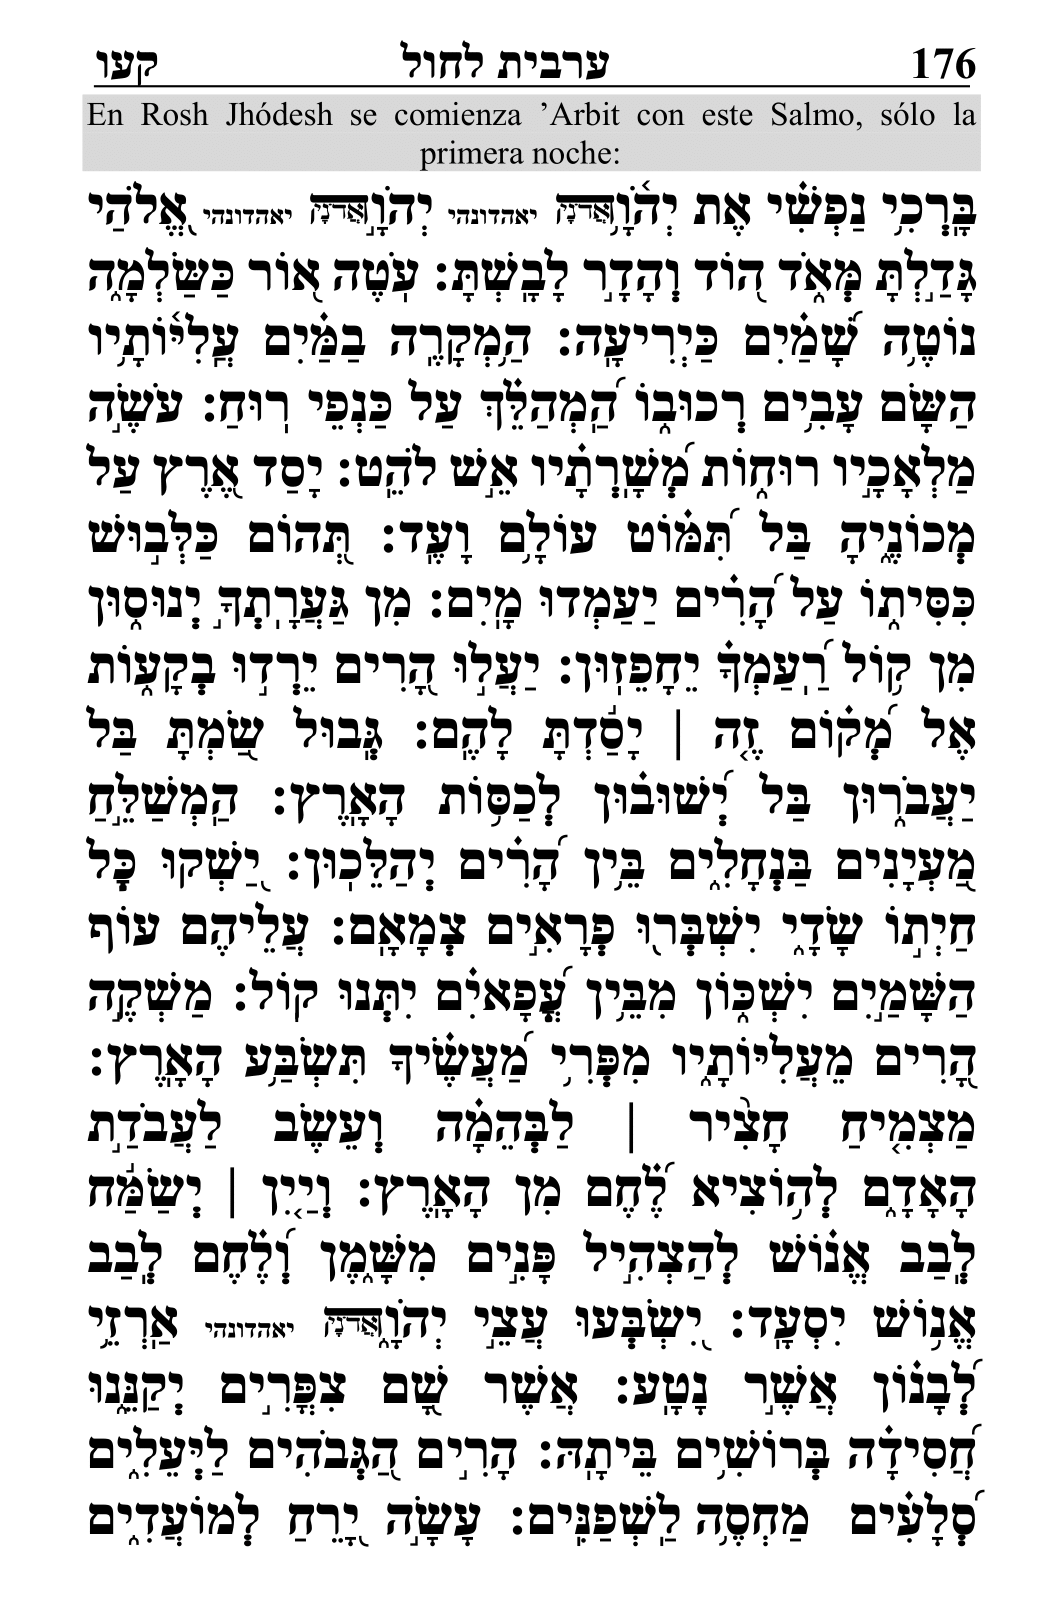 176 ערבית לחול קעו
En Rosh Jhódesh se comienza ’Arbit con este Salmo, sólo la
primera noche:
בָּרְכִ֥י נַפְשִׁ֗י אֶת יְהֹ֫וָ֥אֲדֹנָיה יאהדונהי יְהֹוָ֣אֲדֹנָיה יאהדונהי אֱ֭לֹהַי
גָּדַ֣לְתָּ מְּאֹ֑ד ה֖וֹד וְהָדָ֣ר לָבָֽשְׁתָּ: עֹֽטֶה א֭וֹר כַּשַּׂלְמָ֑ה
נוֹטֶ֥ה שָׁ֝מַ֗יִם כַּיְרִיעָֽה: הַ֥מְקָרֶֽה בַמַּ֗יִם עֲֽלִיּ֫וֹתָ֥יו
הַשָּׂם עָבִ֥ים רְכוּב֑וֹ הַֽ֝מְהַלֵּ֗ךְ עַל כַּנְפֵי רֽוּחַ: עֹשֶׂ֣ה
מַלְאָכָ֣יו רוּח֑וֹת מְ֝שָׁרְתָ֗יו אֵ֣שׁ לֹהֵֽט: יָסַד אֶ֭רֶץ עַל
מְכוֹנֶ֑יהָ בַּל תִּ֝מּ֗וֹט עוֹלָ֥ם וָעֶֽד: תְּ֭הוֹם כַּלְּב֣וּשׁ
כִּסִּית֑וֹ עַל הָ֝רִ֗ים יַעַמְדוּ מָֽיִם: מִן גַּעֲרָ֣תְךָ֣ יְנוּס֑וּן
מִן ק֥וֹל רַֽ֝עַמְךָ֗ יֵחָפֵזֽוּן: יַעֲל֣וּ הָ֭רִים יֵרְד֣וּ בְקָע֑וֹת
אֶל מְ֝ק֗וֹם זֶ֤ה | יָסַ֬דְתָּ לָהֶֽם: גְּֽבוּל שַׂ֭מְתָּ בַּל
יַעֲבֹר֑וּן בַּל יְ֝שׁוּב֗וּן לְכַסּ֥וֹת הָאָֽרֶץ: הַֽמְשַׁלֵּ֣חַ
מַ֭עְיָנִים בַּנְּחָלִ֑ים בֵּ֥ין הָ֝רִ֗ים יְהַלֵּכֽוּן: יַ֭שְׁקוּ כָּל
חַיְת֣וֹ שָׂדָ֑י יִשְׁבְּר֖וּ פְרָאִ֣ים צְמָאָֽם: עֲלֵיהֶם עוֹף
הַשָּׁמַ֣יִם יִשְׁכּ֑וֹן מִבֵּ֥ין עֳ֝פָאיִ֗ם יִתְּנוּ קֽוֹל: מַשְׁקֶ֣ה
הָ֭רִים מֵעֲלִיּוֹתָ֑יו מִפְּרִ֥י מַ֝עֲשֶׂ֗יךָ תִּשְׂבַּ֥ע הָאָֽרֶץ:
מַצְמִ֤יחַ חָצִ֨יר | לַבְּהֵמָ֗ה וְעֵשֶׂב לַעֲבֹדַ֣ת
הָאָדָ֑ם לְה֥וֹצִיא לֶ֝֗חֶם מִן הָאָֽרֶץ: וְיַ֤יִן | יְשַׂמַּ֬ח
לְֽבַב אֱנ֗וֹשׁ לְהַצְהִ֣יל פָּנִ֣ים מִשָּׁ֑מֶן וְ֝לֶ֗חֶם לְֽבַב
אֱנ֥וֹשׁ יִסְעָֽד: יִ֭שְׂבְּעוּ עֲצֵ֣י יְהֹוָ֑אֲדֹנָיה יאהדונהי אַֽרְזֵ֥י
לְ֝בָנ֗וֹן אֲשֶׁ֣ר נָטָֽע: אֲשֶׁר שָׁ֭ם צִפֳּרִ֣ים יְקַנֵּ֑נוּ
חֲ֝סִידָ֗ה בְּרוֹשִׁ֥ים בֵּיתָֽהּ: הָרִ֣ים הַ֭גְּבֹהִים לַיְּעֵלִ֑ים
סְ֝לָעִ֗ים מַחְסֶ֥ה לַֽשְׁפַנִּֽים: עָשָׂ֣ה יָ֭רֵחַ לְמוֹעֲדִ֑ים